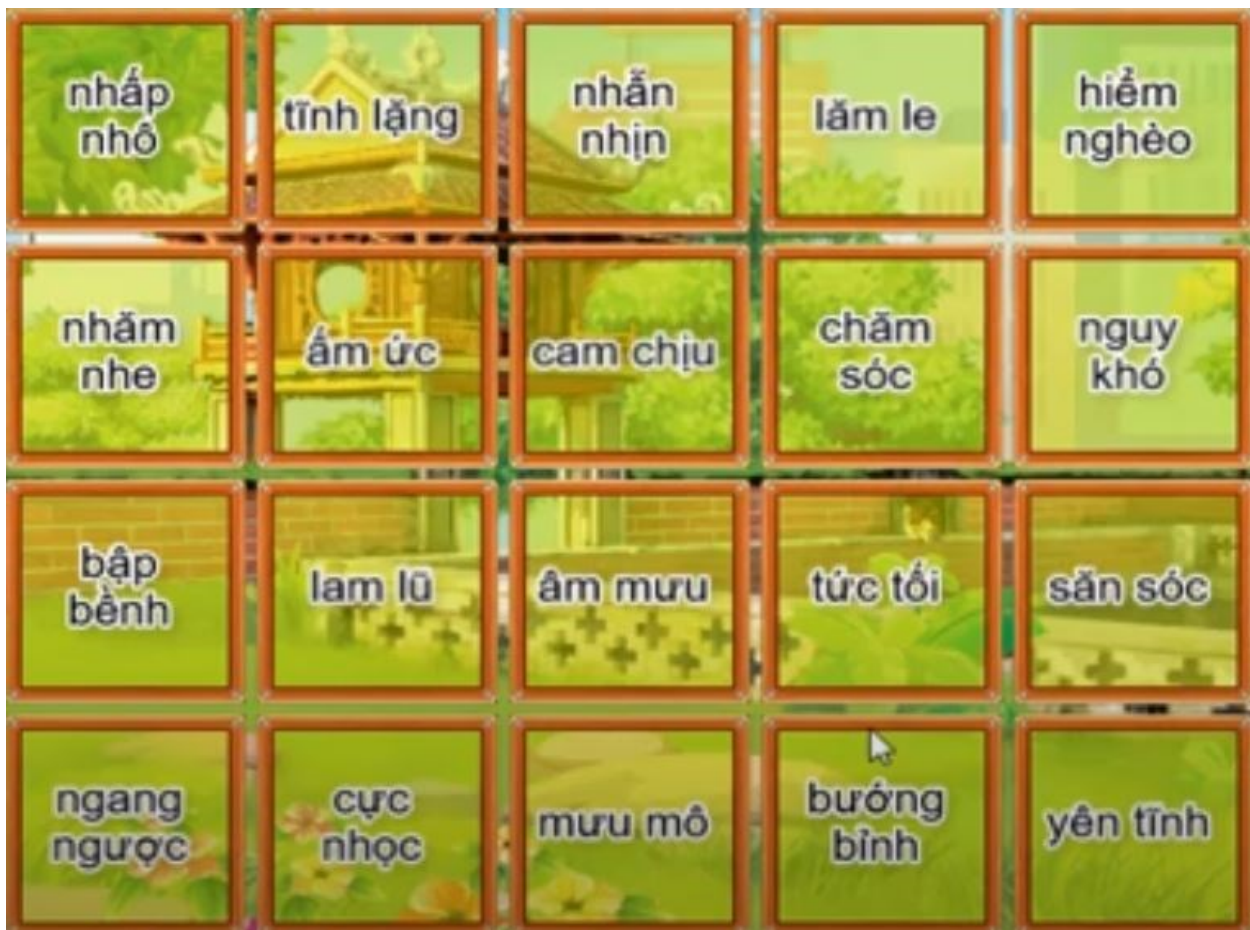 nhấp
nhô
tĩnh lặng
nhẫn
nhịn
lăm le
hiểm
nghèo
nhăm
nhe
ấm ức
cam chịu
chăm
sóc
nguy
khó
bập
bềnh
lam lũ
âm mưu
tức tối
săn sóc
ngang
ngược
cực
nhọc
mưu mô
bướng
bỉnh
yên tĩnh